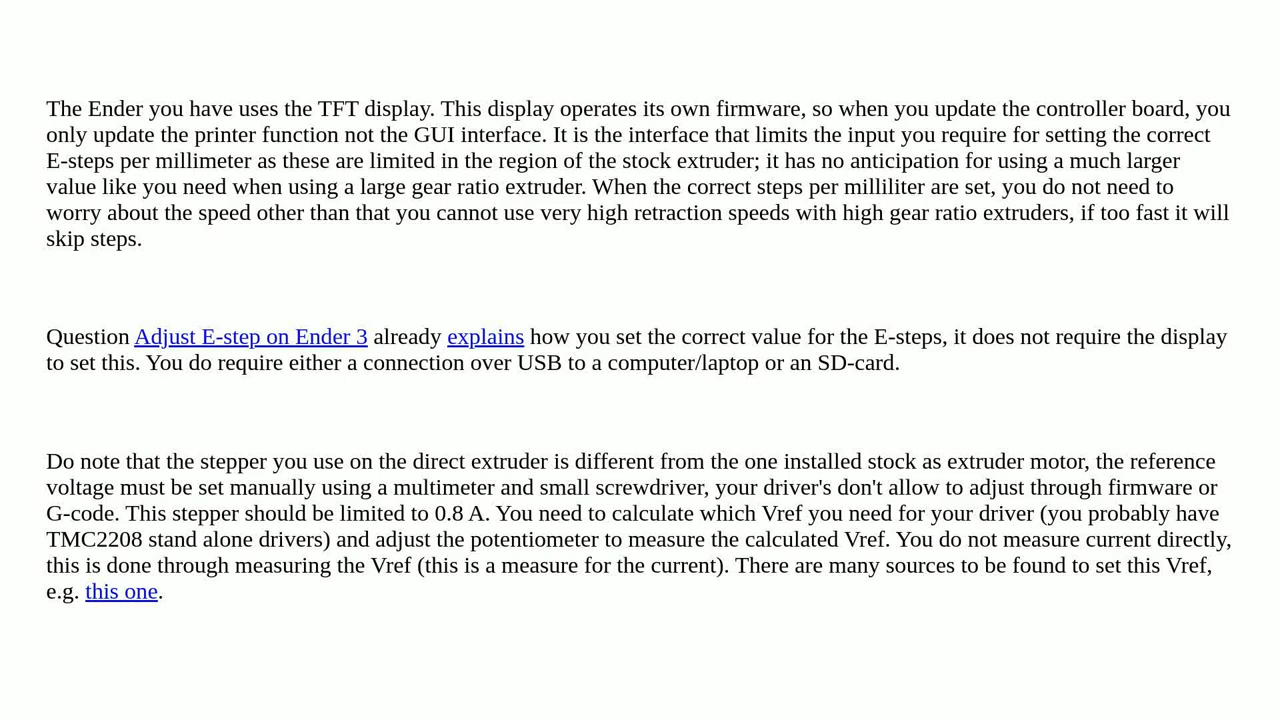 The Ender you have uses the TFT display. This display operates its own firmware, so when you update the controller board, you
only update the printer function not the GUI interface. It is the interface that limits the input you require for setting the correct
E-steps per millimeter as these are limited in the region of the stock extruder; it has no anticipation for using a much larger
value like you need when using a large gear ratio extruder. When the correct steps per milliliter are set, you do not need to
worry about the speed other than that you cannot use very high retraction speeds with high gear ratio extruders, if too fast it will
skip steps.
Question Adjust E-step on Ender 3 already explains how you set the correct value for the E-steps, it does not require the display
to set this. You do require either a connection over USB to a computer/laptop or an SD-card.
Do note that the stepper you use on the direct extruder is different from the one installed stock as extruder motor, the reference
voltage must be set manually using a multimeter and small screwdriver, your driver's don't allow to adjust through firmware or
G-code. This stepper should be limited to 0.8 A. You need to calculate which Vref you need for your driver (you probably have
TMC2208 stand alone drivers) and adjust the potentiometer to measure the calculated Vref. You do not measure current directly,
this is done through measuring the Vref (this is a measure for the current). There are many sources to be found to set this Vref,
e.g. this one.